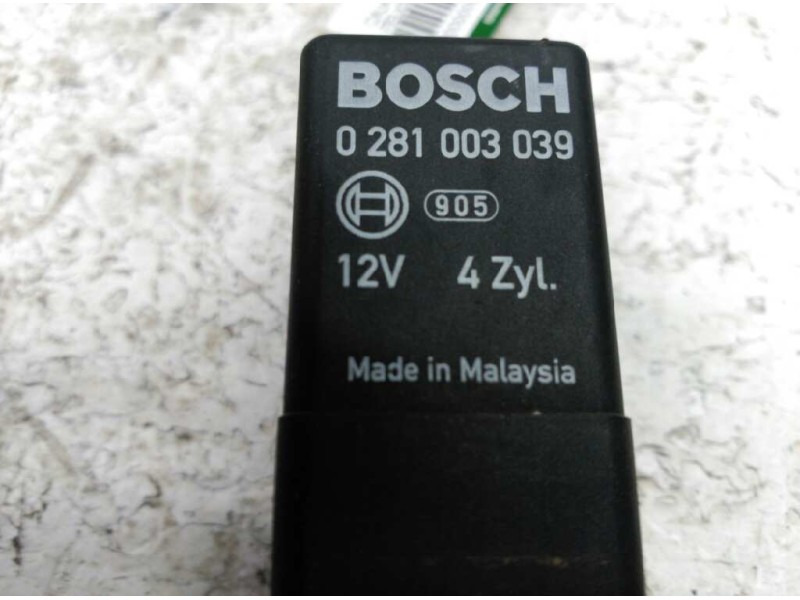 BOSCH
0 281 003 039
905
12V 4 Zyl.
Made in Malaysia